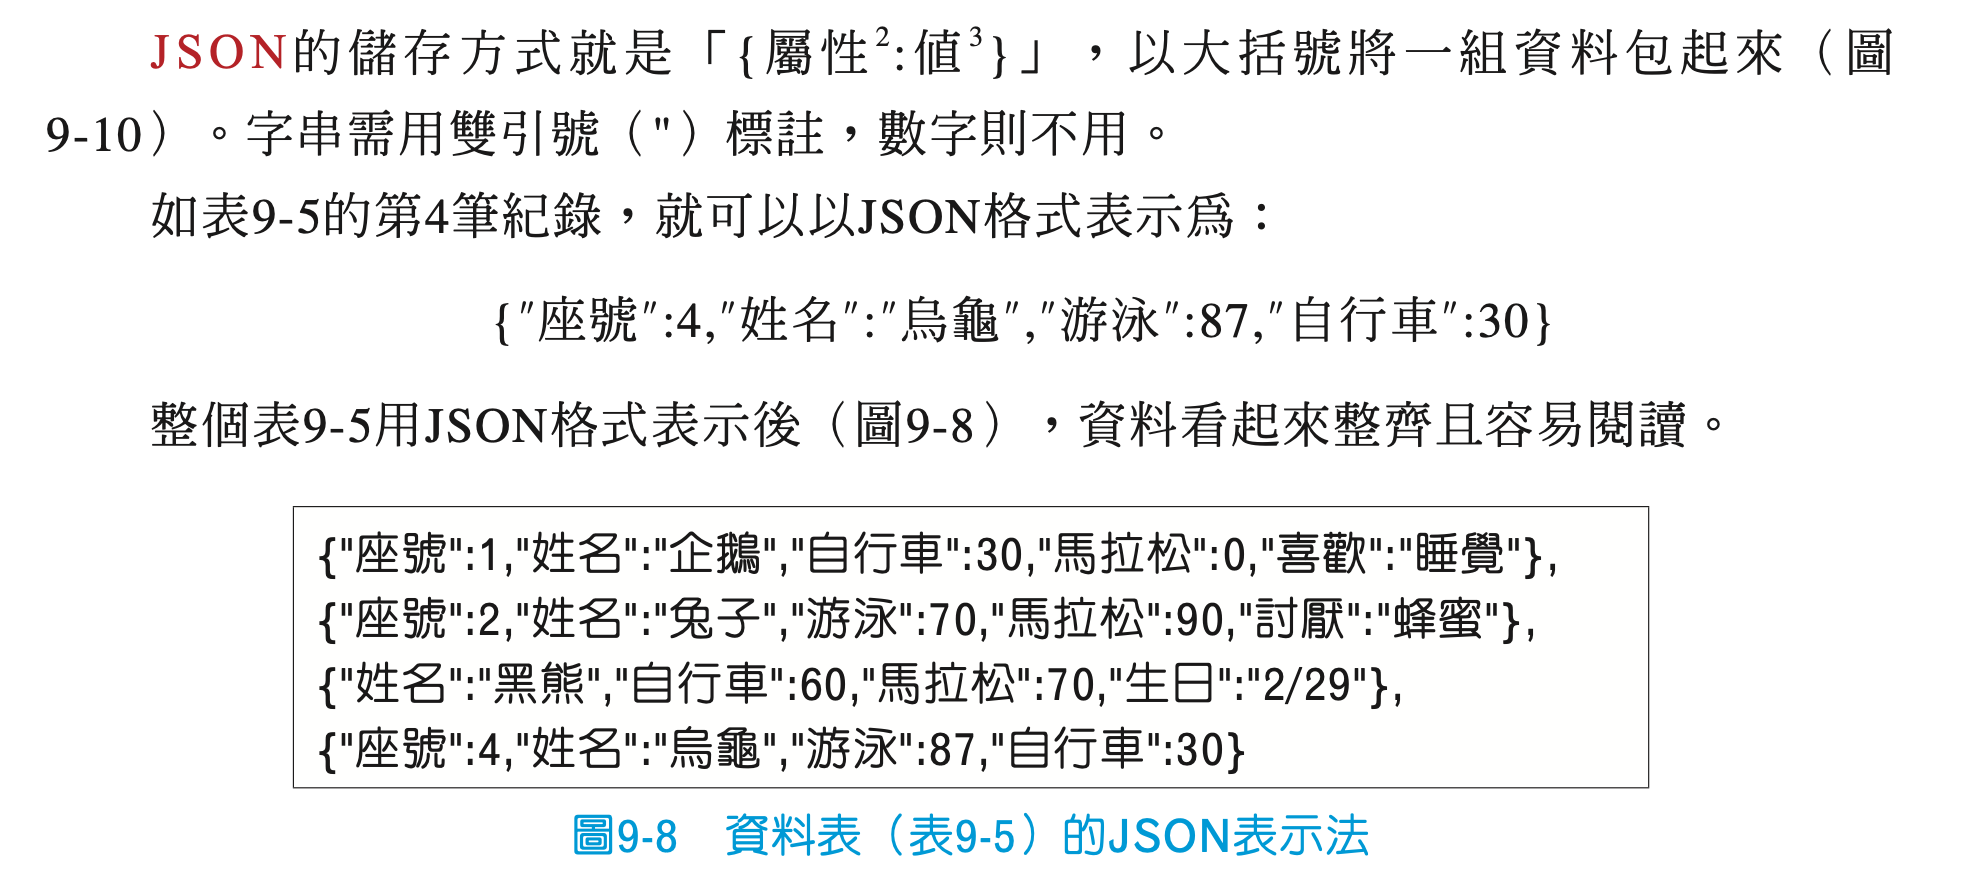 JSON的儲存方式就是「{屬性²:值³}」，以大括號將一組資料包起來（圖
9-10）。字串需用雙引號（"）標註，數字則不用。
如表9-5的第4筆紀錄，就可以以JSON格式表示為：
{"座號":4,"姓名":"烏龜","游泳":87,"自行車":30}
整個表9-5用JSON格式表示後（圖9-8），資料看起來整齊且容易閱讀。
{"座號":1,"姓名":"企鵝","自行車":30,"馬拉松":0,"喜歡":"睡覺"},
{"座號":2,"姓名":"兔子","游泳":70,"馬拉松":90,"討厭":"蜂蜜"},
{"姓名":"黑熊","自行車":60,"馬拉松":70,"生日":"2/29"},
{"座號":4,"姓名":"烏龜","游泳":87,"自行車":30}
圖9-8　資料表（表9-5）的JSON表示法